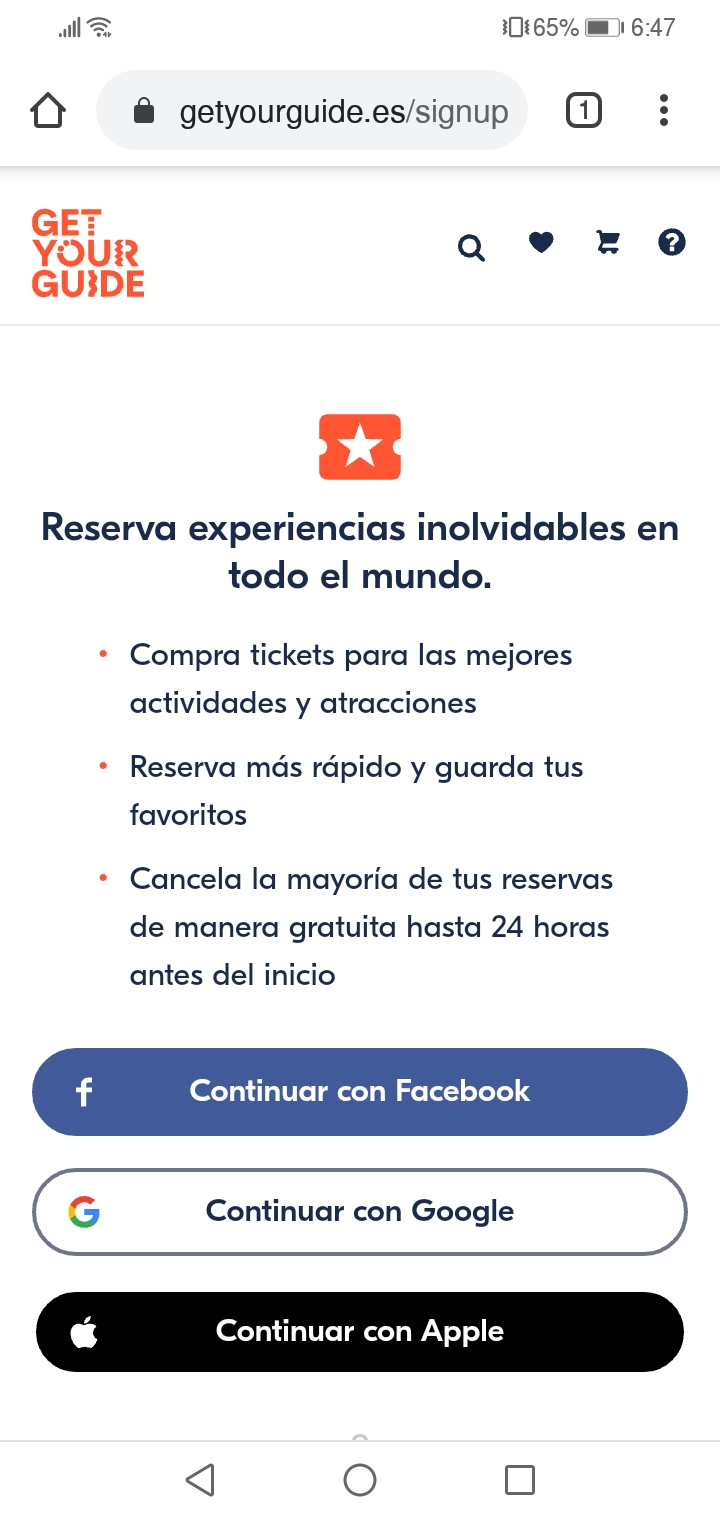 65% 6:47
getyourguide.es/signup 1
GET
YOUR
GUIDE
Reserva experiencias inolvidables en
todo el mundo.
• Compra tickets para las mejores
actividades y atracciones
• Reserva más rápido y guarda tus
favoritos
• Cancela la mayoría de tus reservas
de manera gratuita hasta 24 horas
antes del inicio
Continuar con Facebook
Continuar con Google
Continuar con Apple